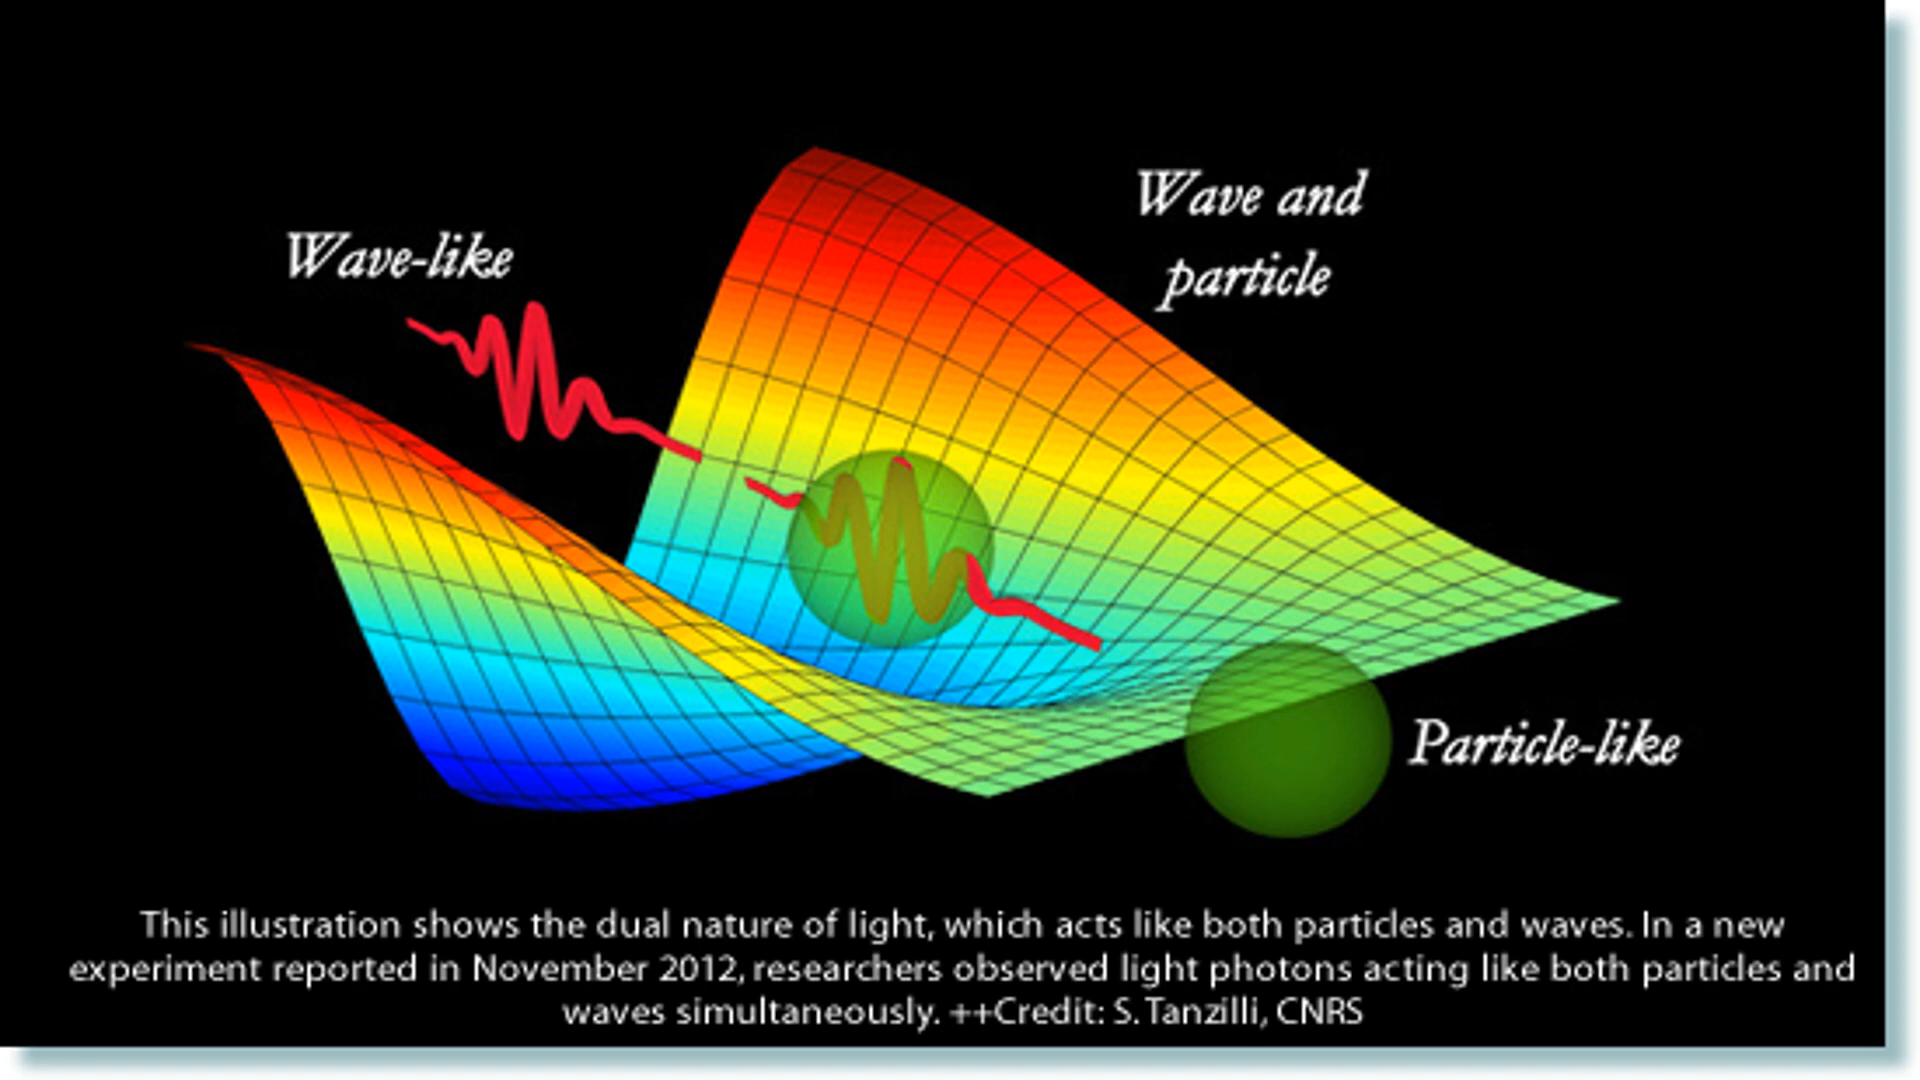 Wave and
particle
Wave-like
Particle-like
This illustration shows the dual nature of light, which acts like both particles and waves. In a new
experiment reported in November 2012, researchers observed light photons acting like both particles and
waves simultaneously. ++Credit: S. Tanzilli, CNRS